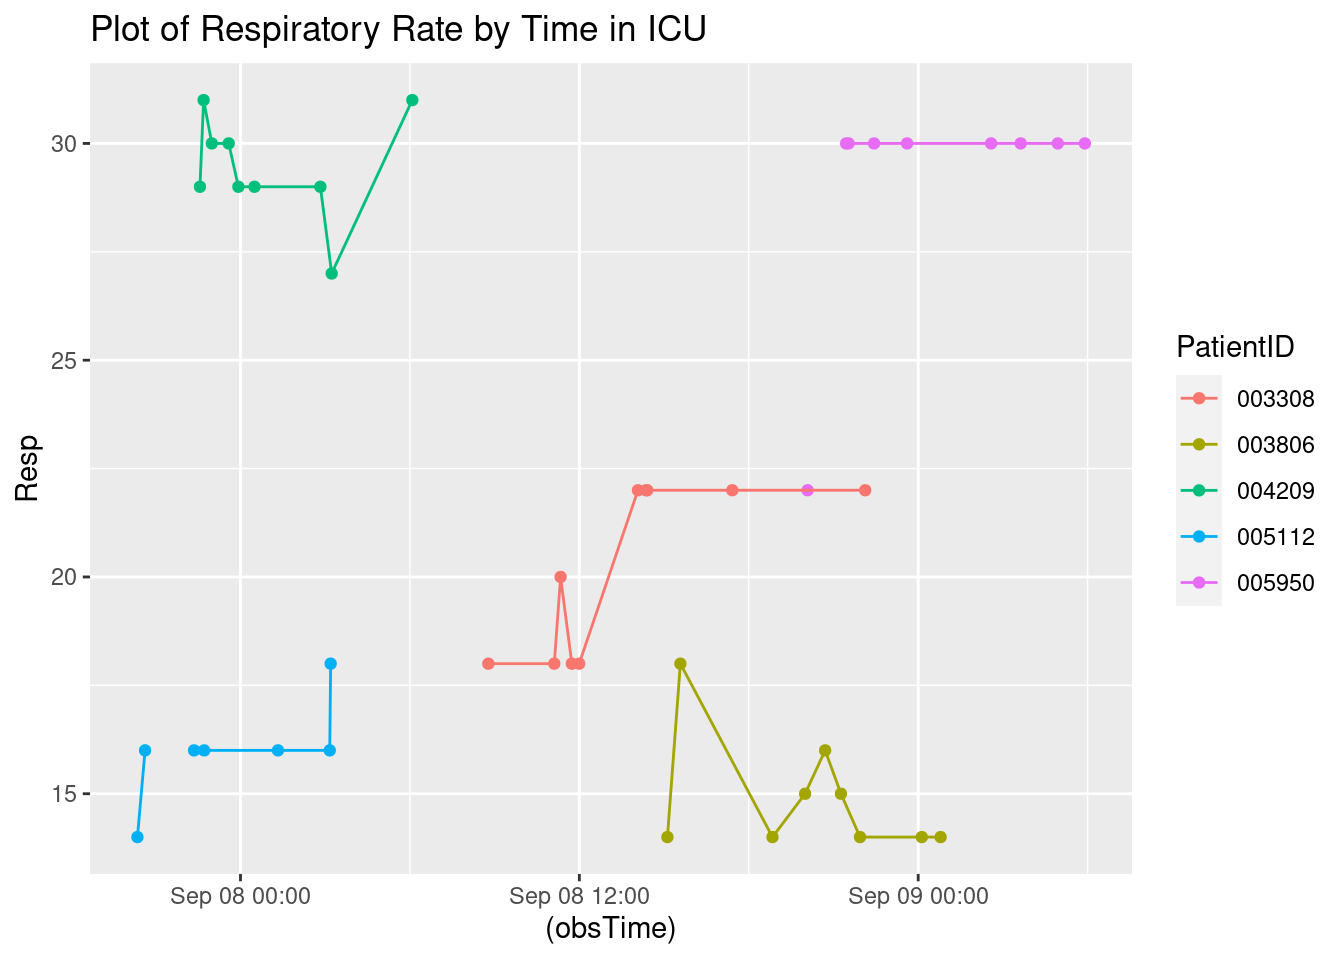 Plot of Respiratory Rate by Time in ICU
30
25
20
15
Resp
Sep 08 00:00
Sep 08 12:00
Sep 09 00:00
(obsTime)
PatientID
003308
003806
004209
005112
005950